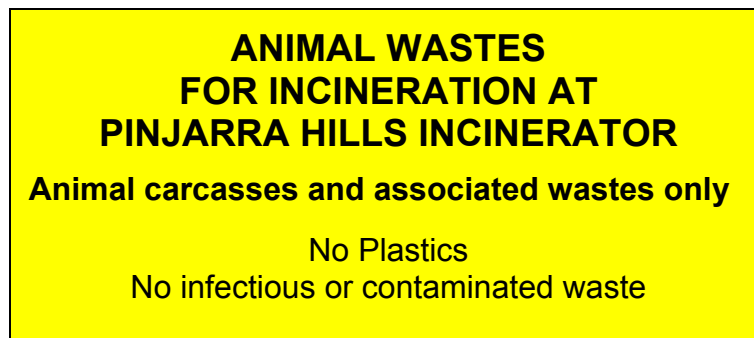 ANIMAL WASTES
FOR INCINERATION AT
PINJARRA HILLS INCINERATOR
Animal carcasses and associated wastes only
No Plastics
No infectious or contaminated waste